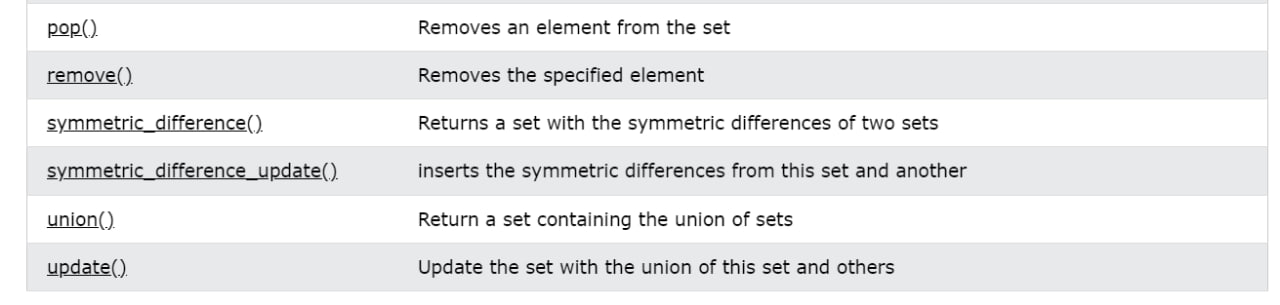 pop() Removes an element from the set
remove() Removes the specified element
symmetric_difference() Returns a set with the symmetric differences of two sets
symmetric_difference_update() inserts the symmetric differences from this set and another
union() Return a set containing the union of sets
update() Update the set with the union of this set and others